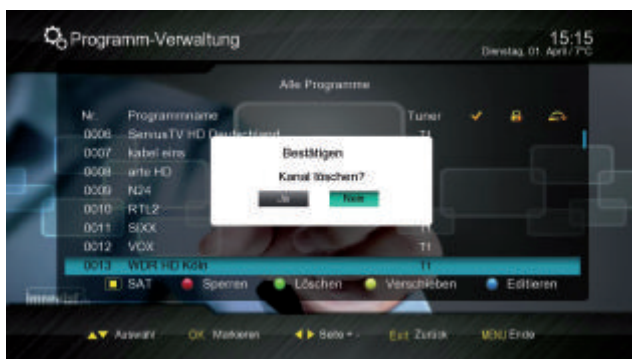 Programm-Verwaltung
15:15
Dienstag, 01. April / 7°C
Alle Programme
Nr. Programmname Tuner
0006 ServusTV HD Deutschland T1
0007 kabel eins
0008 arte HD
0009 N24
0010 RTL2
0011 SIXX T1
0012 VOX T1
0013 WDR HD Köln T1
Bestätigen
Kanal löschen?
Ja Nein
SAT Sperren Löschen Verschieben Editieren
Auswahl OK Markieren Seite + - Exit Zurück MENU Ende